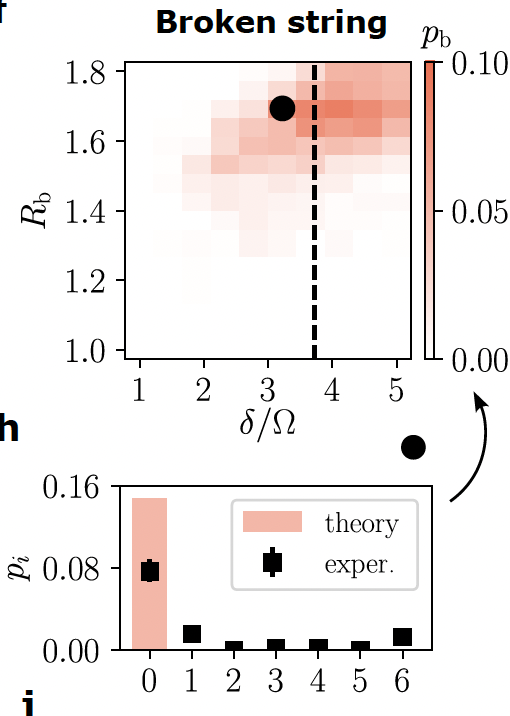 f
Broken string
p_b
1.8
1.6
1.4
1.2
1.0
R_b
0.10
0.05
0.00
1 2 3 4 5
δ/Ω
h
0.16
0.08
0.00
p_i
theory
exper.
0 1 2 3 4 5 6
i